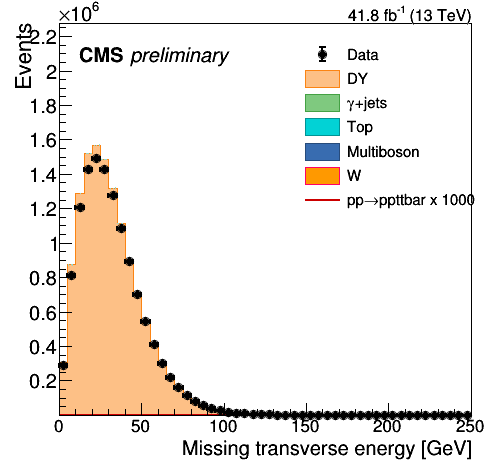 ×10⁶
41.8 fb⁻¹ (13 TeV)
Events
CMS preliminary
Data
DY
γ+jets
Top
Multiboson
W
pp→ppttbar x 1000
2.2
2
1.8
1.6
1.4
1.2
1
0.8
0.6
0.4
0.2
0 50 100 150 200 250
Missing transverse energy [GeV]